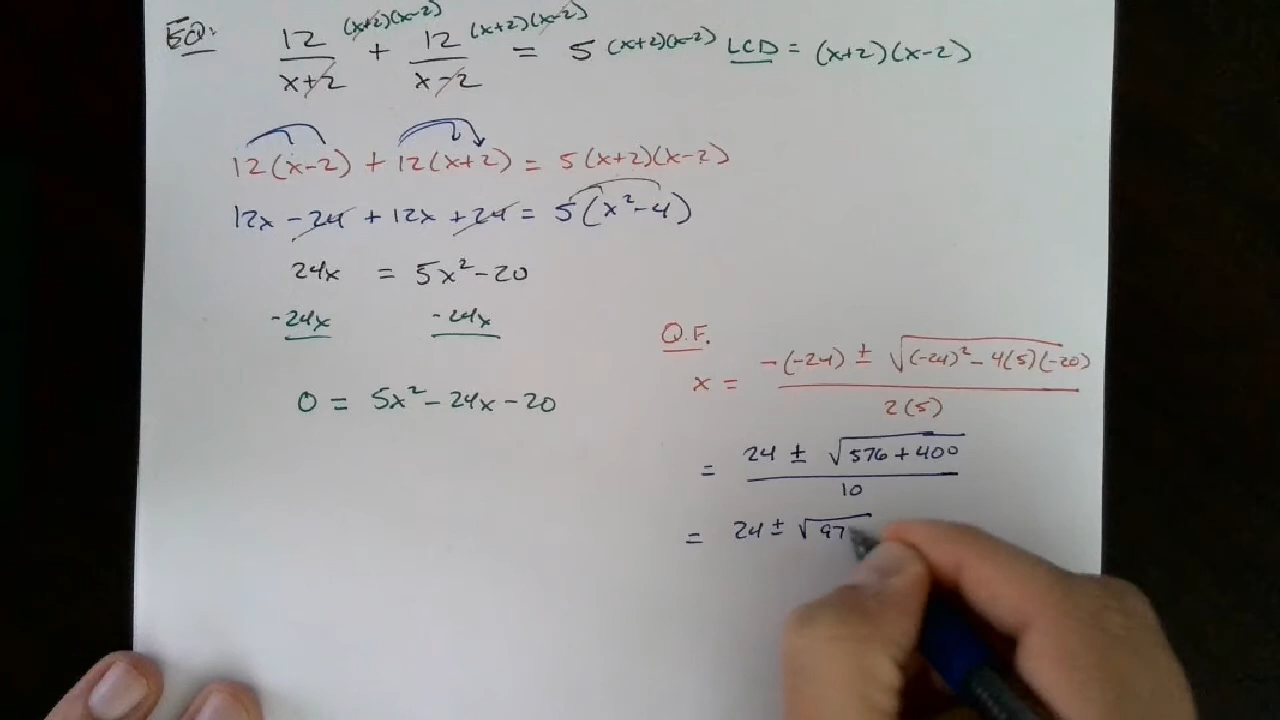 EQ: 12/(x+2) (x+2)(x-2) + 12/(x-2) (x+2)(x-2) = 5 (x+2)(x-2) LCD = (x+2)(x-2)
12(x-2) + 12(x+2) = 5(x+2)(x-2)
12x - 24 + 12x + 24 = 5(x²-4)
24x = 5x² - 20
-24x -24x
0 = 5x² - 24x - 20
Q.F.
x = (-(-24) ± √((-24)² - 4(5)(-20)))/(2(5))
= (24 ± √(576 + 400))/10
= 24 ± √97